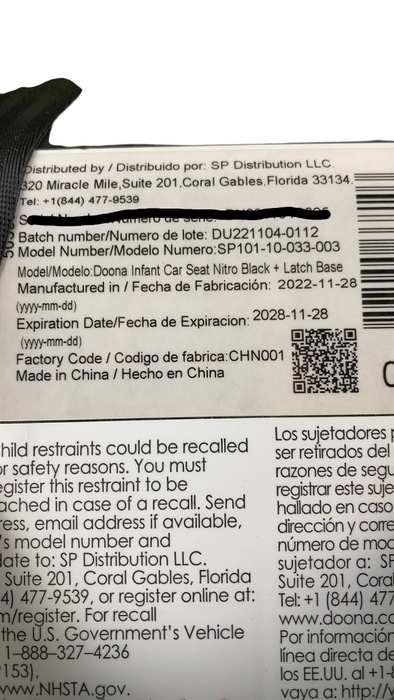 Distributed by / Distribuido por: SP Distribution LLC.
320 Miracle Mile,Suite 201,Coral Gables.Florida 33134.
Tel: +1(844) 477-9539
Batch number/Numero de lote: DU221104-0112
Model Number/Modelo Numero:SP101-10-033-003
Model/Modelo:Doona Infant Car Seat Nitro Black + Latch Base
Manufactured in / Fecha de Fabricación: 2022-11-28
(yyyy-mm-dd)
Expiration Date/Fecha de Expiracion: 2028-11-28
(yyyy-mm-dd)
Factory Code / Codigo de fabrica:CHN001
Made in China / Hecho en China
hild restraints could be recalled
or safety reasons. You must
egister this restraint to be
ached in case of a recall. Send
ress, email address if available,
's model number and
date to: SP Distribution LLC.
Suite 201, Coral Gables, Florida
4) 477-9539, or register online at:
m/register. For recall
the U.S. Government's Vehicle
1-888-327-4236
153),
www.NHSTA.gov.
Los sujetadores p
ser retirados del
razones de segu
registrar este suje
hallado en caso
dirección y corre
número de mod
sujetador a: SP
Suite 201, Coral
Tel: +1 (844) 477
www.doona.co
Por información
línea directa de
los EE.UU. al +1-8
vaya a: http://y